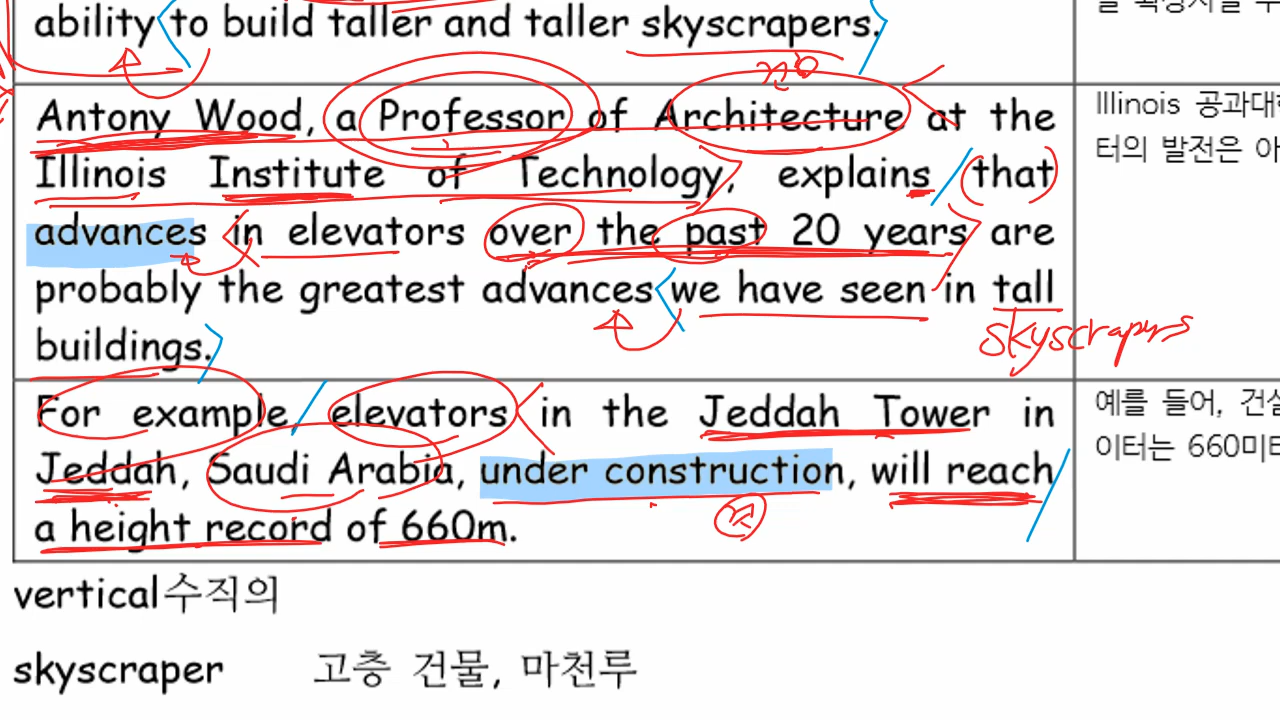 ability to build taller and taller skyscrapers.
Antony Wood, a Professor of Architecture at the
Illinois Institute of Technology, explains that
advances in elevators over the past 20 years are
probably the greatest advances we have seen in tall
buildings.
skyscrapers
Illinois 공과대
터의 발전은 아
For example, elevators in the Jeddah Tower in
Jeddah, Saudi Arabia, under construction, will reach
a height record of 660m.
예를 들어, 건설
이터는 660미터
vertical수직의
skyscraper 고층 건물, 마천루